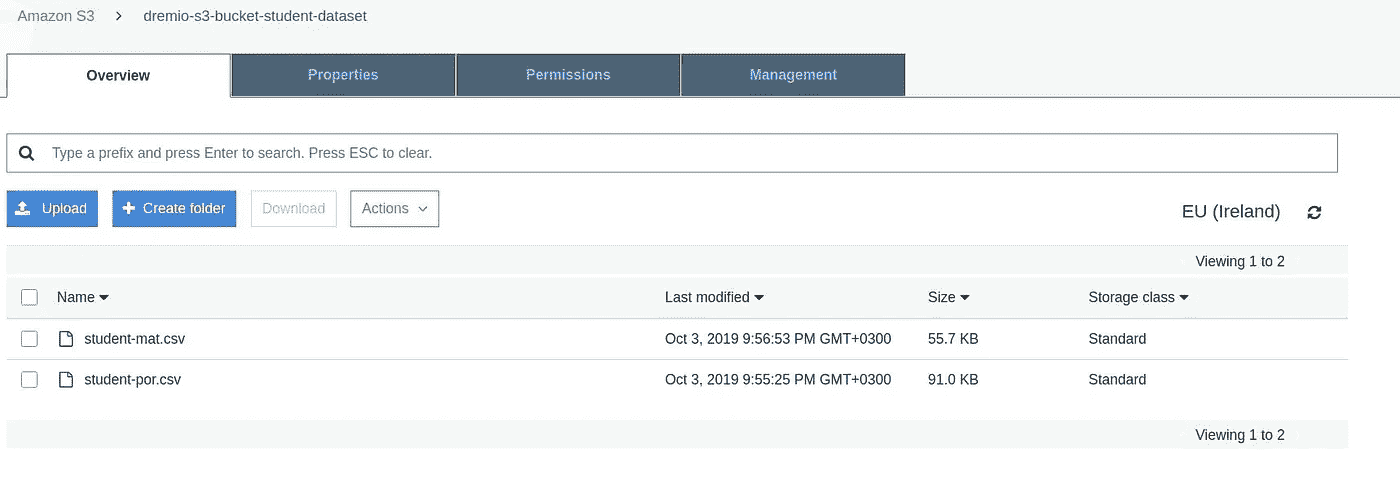 Amazon S3 > dremio-s3-bucket-student-dataset
Overview Properties Permissions Management
Type a prefix and press Enter to search. Press ESC to clear.
Upload + Create folder Download Actions EU (Ireland)
Viewing 1 to 2
Name Last modified Size Storage class
student-mat.csv Oct 3, 2019 9:56:53 PM GMT+0300 55.7 KB Standard
student-por.csv Oct 3, 2019 9:55:25 PM GMT+0300 91.0 KB Standard
Viewing 1 to 2